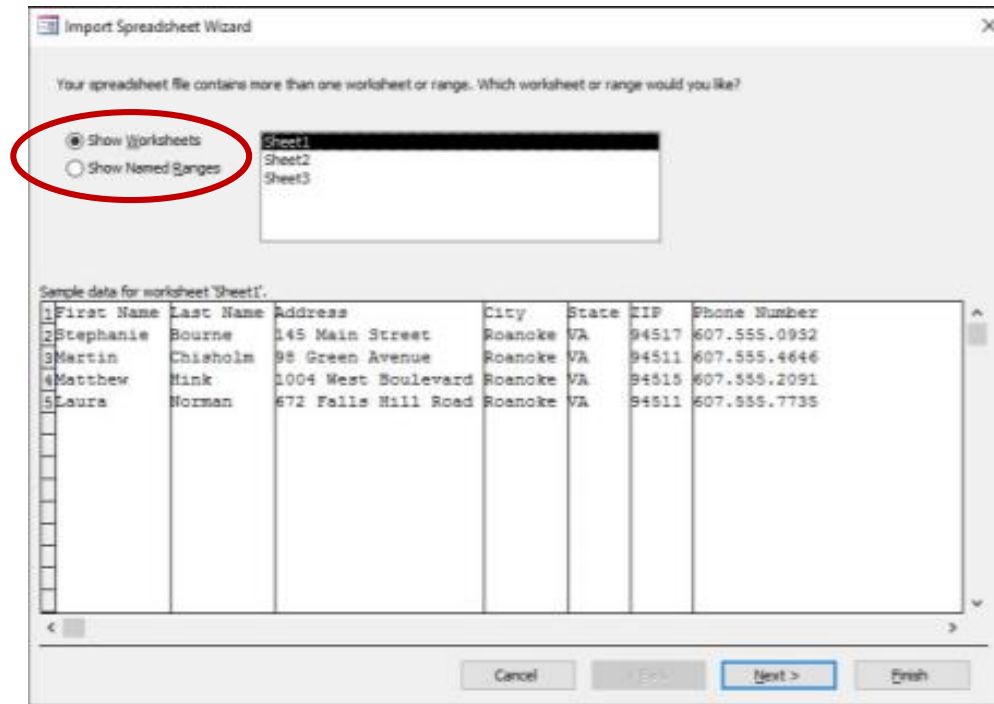 Import Spreadsheet Wizard
Your spreadsheet file contains more than one worksheet or range. Which worksheet or range would you like?
Show Worksheets
Show Named Ranges
Sheet1
Sheet2
Sheet3
Sample data for worksheet 'Sheet1'.
1 First Name Last Name Address City State ZIP Phone Number
2 Stephanie Bourne 145 Main Street Roanoke VA 94517 607.555.0932
3 Martin Chisholm 98 Green Avenue Roanoke VA 94511 607.555.4646
4 Matthew Hink 1004 West Boulevard Roanoke VA 94515 607.555.2091
5 Laura Norman 672 Falls Hill Road Roanoke VA 94511 607.555.7735
Cancel Next > Finish